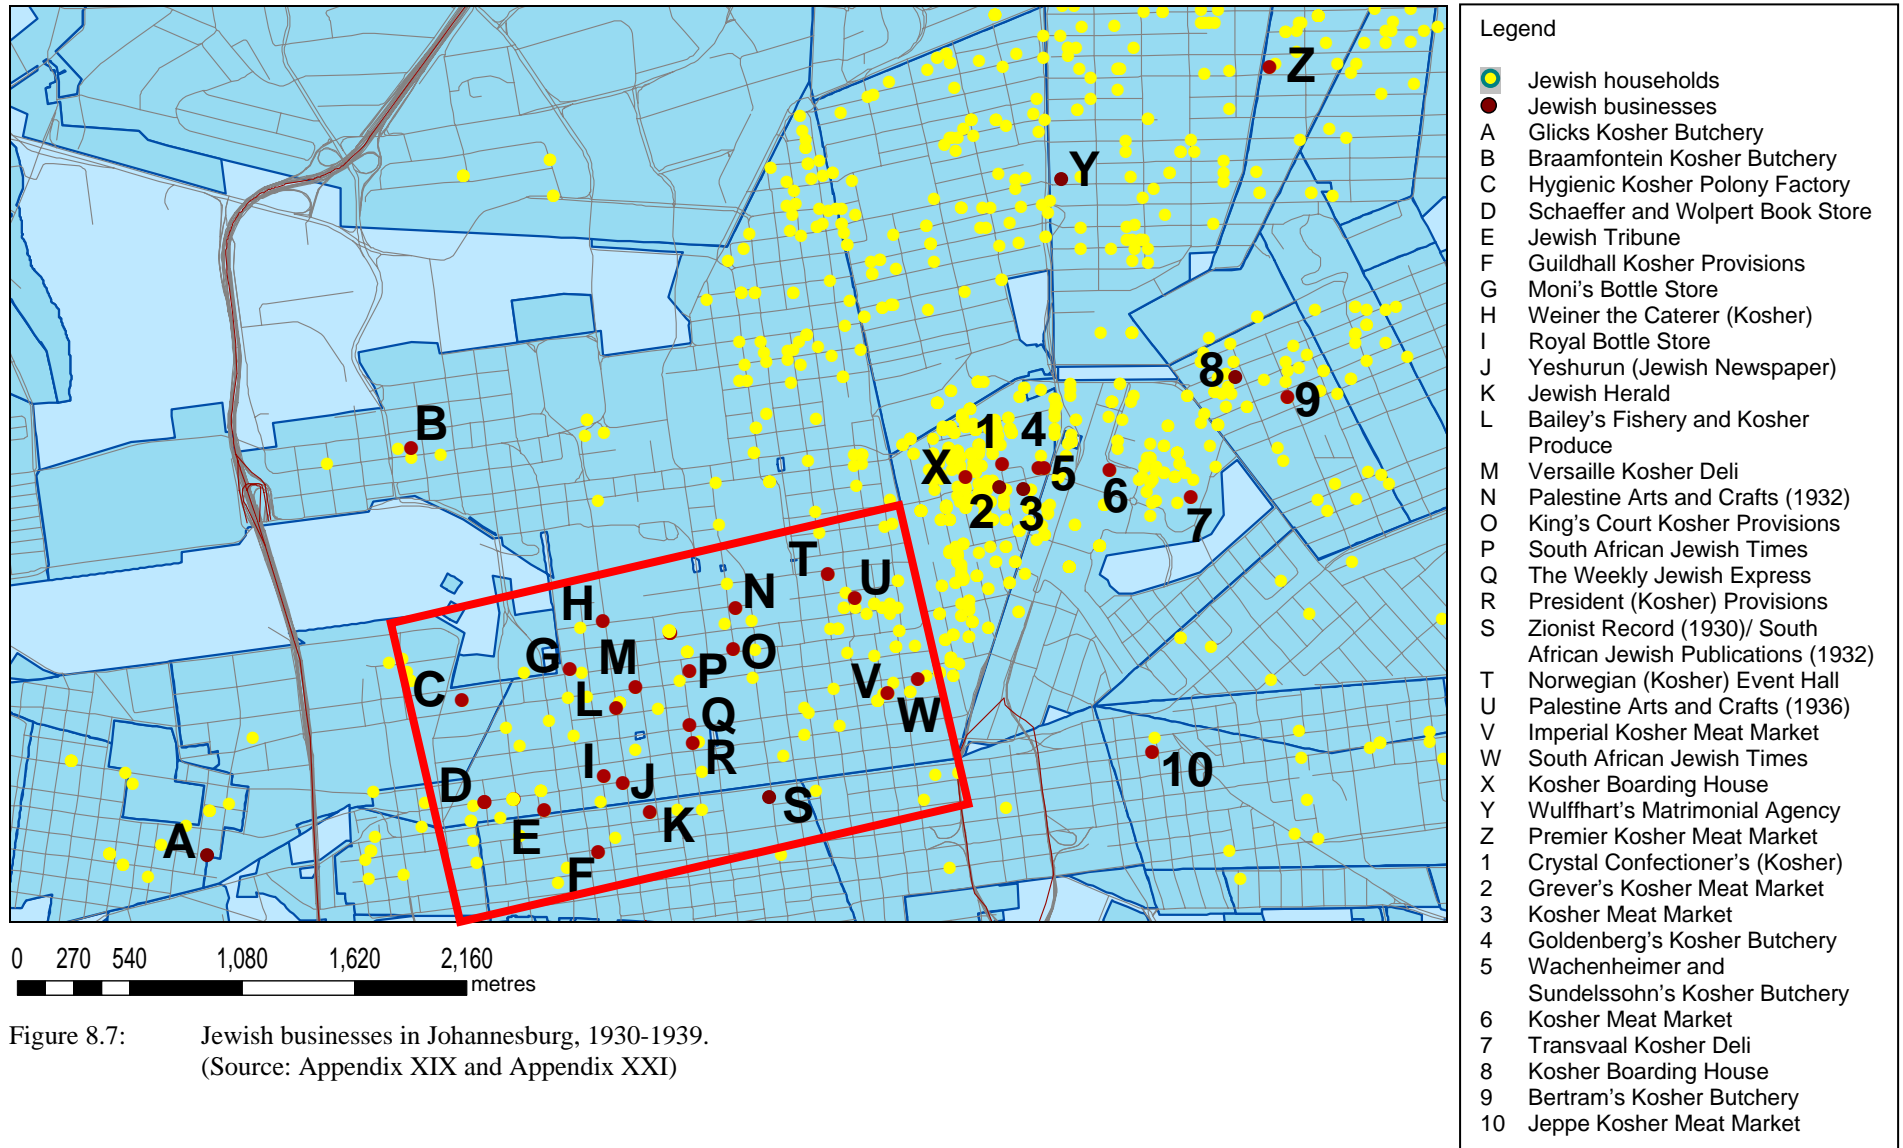 Z
Y
B
1
4
X
5
2
3
6
7
8
9
T
U
N
H
O
G
M
P
L
C
V
W
Q
R
I
J
D
S
E
K
F
A
10
0 270 540 1,080 1,620 2,160
metres
Figure 8.7: Jewish businesses in Johannesburg, 1930-1939.
(Source: Appendix XIX and Appendix XXI)
Legend
Jewish households
Jewish businesses
A Glicks Kosher Butchery
B Braamfontein Kosher Butchery
C Hygienic Kosher Polony Factory
D Schaeffer and Wolpert Book Store
E Jewish Tribune
F Guildhall Kosher Provisions
G Moni's Bottle Store
H Weiner the Caterer (Kosher)
I Royal Bottle Store
J Yeshurun (Jewish Newspaper)
K Jewish Herald
L Bailey's Fishery and Kosher
Produce
M Versaille Kosher Deli
N Palestine Arts and Crafts (1932)
O King's Court Kosher Provisions
P South African Jewish Times
Q The Weekly Jewish Express
R President (Kosher) Provisions
S Zionist Record (1930)/ South
African Jewish Publications (1932)
T Norwegian (Kosher) Event Hall
U Palestine Arts and Crafts (1936)
V Imperial Kosher Meat Market
W South African Jewish Times
X Kosher Boarding House
Y Wulffhart's Matrimonial Agency
Z Premier Kosher Meat Market
1 Crystal Confectioner's (Kosher)
2 Grever's Kosher Meat Market
3 Kosher Meat Market
4 Goldenberg's Kosher Butchery
5 Wachenheimer and
Sundelssohn's Kosher Butchery
6 Kosher Meat Market
7 Transvaal Kosher Deli
8 Kosher Boarding House
9 Bertram's Kosher Butchery
10 Jeppe Kosher Meat Market